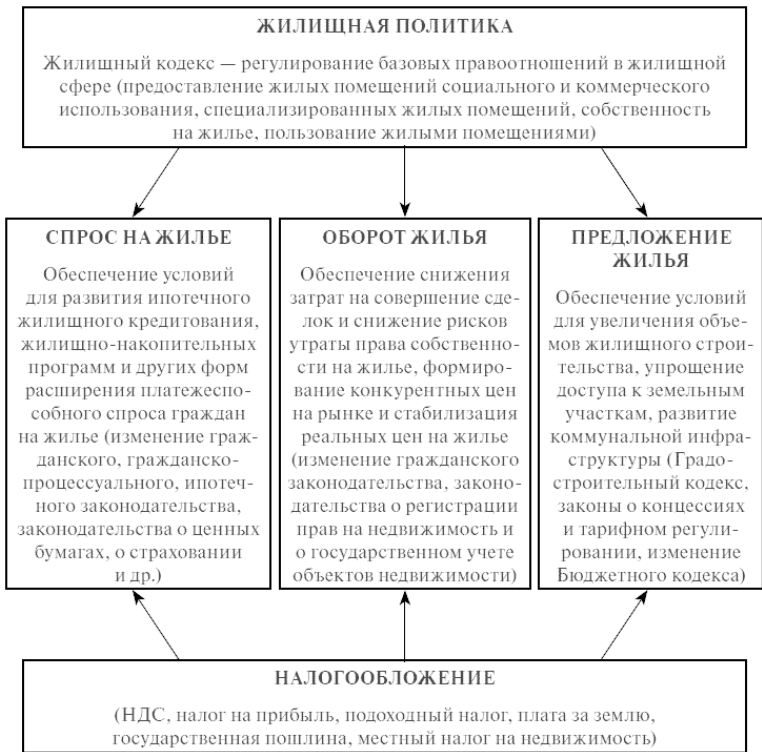 ЖИЛИЩНАЯ ПОЛИТИКА
Жилищный кодекс — регулирование базовых правоотношений в жилищной
сфере (предоставление жилых помещений социального и коммерческого
использования, специализированных жилых помещений, собственность
на жилье, пользование жилыми помещениями)
СПРОС НА ЖИЛЬЕ
Обеспечение условий
для развития ипотечного
жилищного кредитования,
жилищно-накопительных
программ и других форм
расширения платежеспо-
собного спроса граждан
на жилье (изменение граж-
данского, гражданско-
процессуального, ипотеч-
ного законодательства,
законодательства о ценных
бумагах, о страховании
и др.)
ОБОРОТ ЖИЛЬЯ
Обеспечение снижения
затрат на совершение сде-
лок и снижение рисков
утраты права собственно-
сти на жилье, формиро-
вание конкурентных цен
на рынке и стабилизация
реальных цен на жилье
(изменение гражданского
законодательства, законо-
дательства о регистрации
прав на недвижимость и
о государственном учете
объектов недвижимости)
ПРЕДЛОЖЕНИЕ
ЖИЛЬЯ
Обеспечение условий
для увеличения объе-
мов жилищного строи-
тельства, упрощение
доступа к земельным
участкам, развитие
коммунальной инфра-
структуры (Градо-
строительный кодекс,
законы о концессиях
и тарифном регули-
ровании, изменение
Бюджетного кодекса)
НАЛОГООБЛОЖЕНИЕ
(НДС, налог на прибыль, подоходный налог, плата за землю,
государственная пошлина, местный налог на недвижимость)